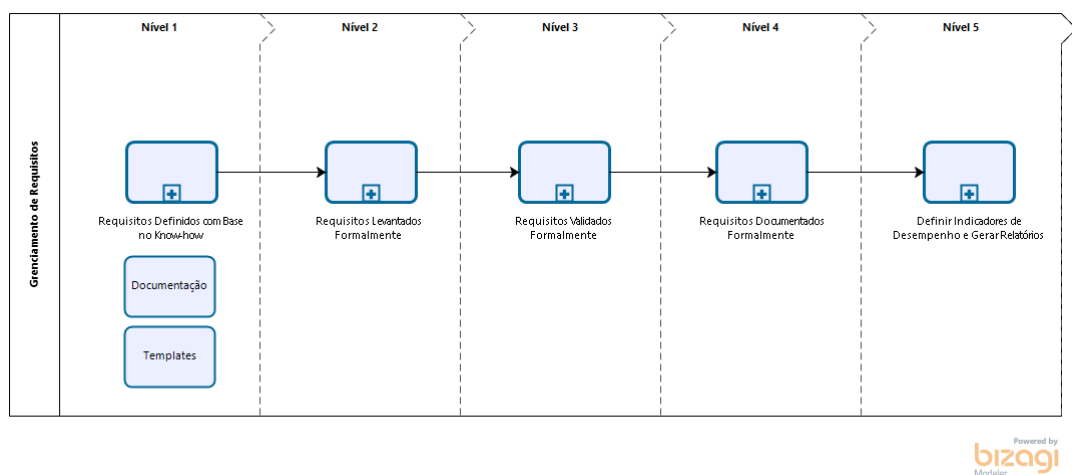 Nível 1
Nível 2
Nível 3
Nível 4
Nível 5
Grenciamento de Requisitos
Requisitos Definidos com Base
no Know-how
Requisitos Levantados
Formalmente
Requisitos Validados
Formalmente
Requisitos Documentados
Formalmente
Definir Indicadores de
Desempenho e Gerar Relatórios
Documentação
Templates
Powered by
bizagi
Modeler